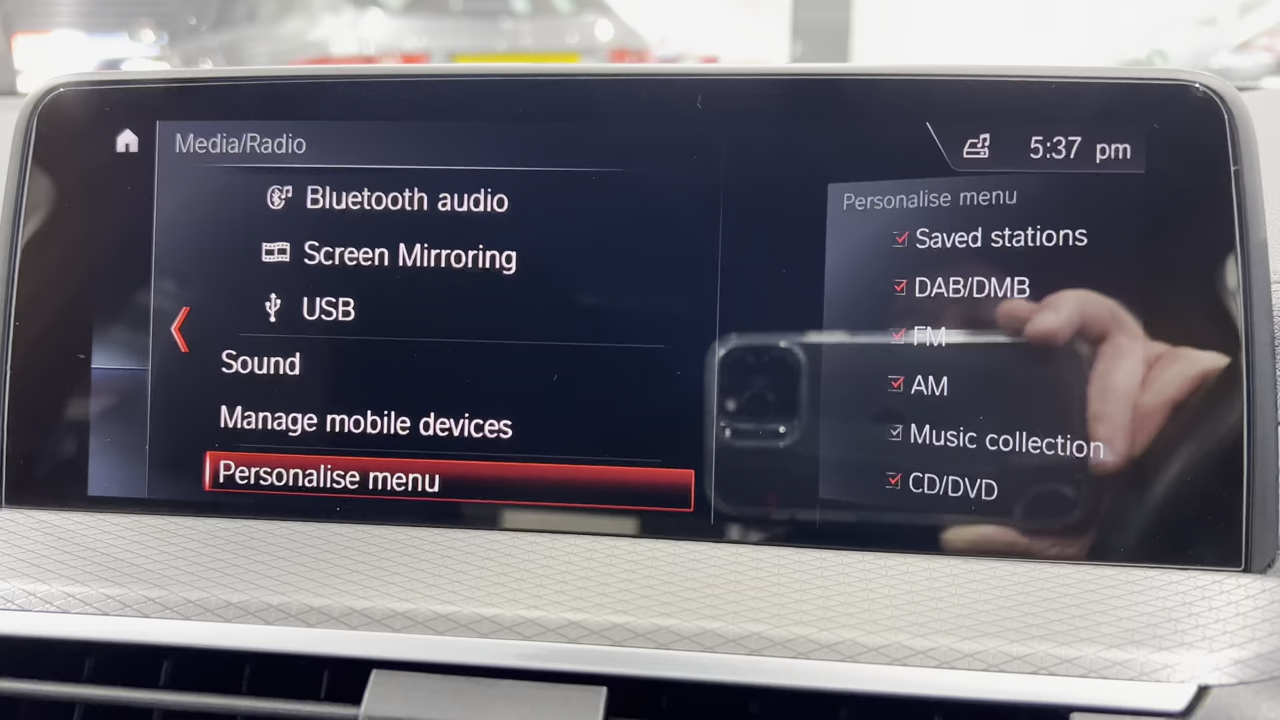 Media/Radio
5:37 pm
Bluetooth audio
Screen Mirroring
USB
Sound
Manage mobile devices
Personalise menu
Personalise menu
Saved stations
DAB/DMB
FM
AM
Music collection
CD/DVD